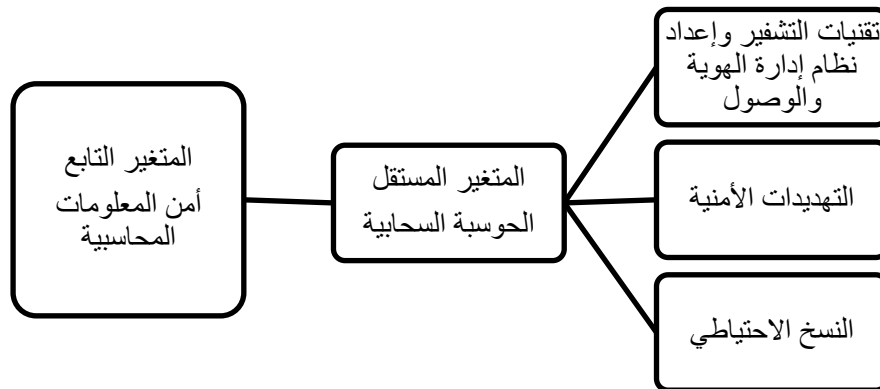 تقنيات التشفير وإعداد
نظام إدارة الهوية
والوصول
المتغير التابع
أمن المعلومات
المحاسبية
المتغير المستقل
الحوسبة السحابية
التهديدات الأمنية
النسخ الاحتياطي